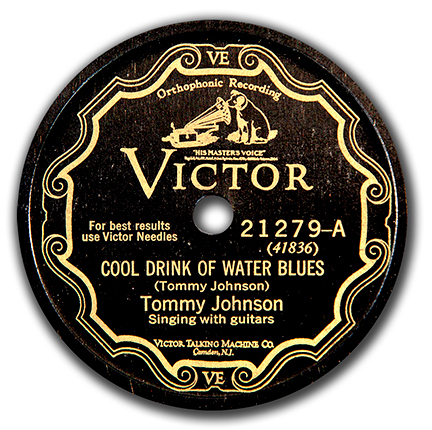 VE
Orthophonic Recording
"HIS MASTER'S VOICE"
VICTOR
For best results
use Victor Needles
21279-A
(41836)
COOL DRINK OF WATER BLUES
(Tommy Johnson)
Tommy Johnson
Singing with guitars
VICTOR TALKING MACHINE CO.
Camden, N.J.
VE